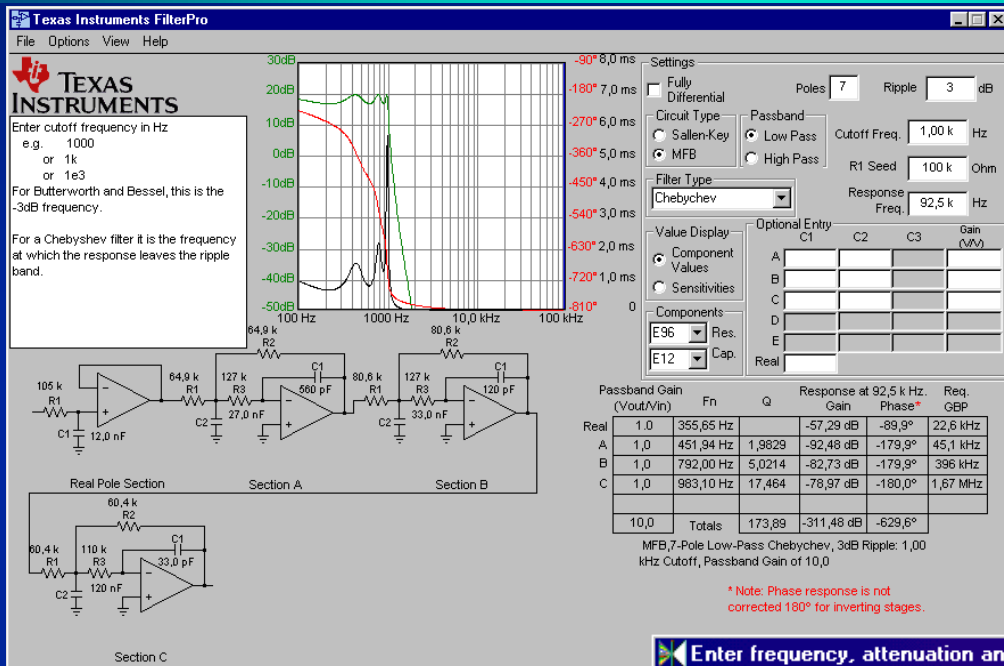 Texas Instruments FilterPro
File Options View Help
TEXAS
INSTRUMENTS
Enter cutoff frequency in Hz
e.g. 1000
or 1k
or 1e3
For Butterworth and Bessel, this is the
-3dB frequency.
For a Chebyshev filter it is the frequency
at which the response leaves the ripple
band.
30dB
20dB
10dB
0dB
-10dB
-20dB
-30dB
-40dB
-50dB
100 Hz 1000 Hz 10,0 kHz 100 kHz
-90° 8,0 ms
-180° 7,0 ms
-270° 6,0 ms
-360° 5,0 ms
-450° 4,0 ms
-540° 3,0 ms
-630° 2,0 ms
-720° 1,0 ms
-810° 0
Settings
Fully
Differential
Poles 7 Ripple 3 dB
Circuit Type
Sallen-Key
MFB
Passband
Low Pass
High Pass
Cutoff Freq. 1,00 k Hz
R1 Seed 100 k Ohm
Response
Freq. 92,5 k Hz
Filter Type
Chebychev
Value Display
Component
Values
Sensitivities
Components
E96 Res.
E12 Cap.
Optional Entry
C1 C2 C3 Gain
(V/V)
A
B
C
D
E
Real
105 k
R1
C1
12,0 nF
Real Pole Section
64,9 k
R2
64,9 k
R1
127 k
R3
C1
560 pF
C2
27,0 nF
Section A
80,6 k
R2
80,6 k
R1
127 k
R3
C1
120 pF
C2
33,0 nF
Section B
60,4 k
R2
60,4 k
R1
110 k
R3
C1
33,0 pF
C2
120 nF
Section C
Passband Gain
(Vout/Vin) Fn Q Response at 92,5 k Hz.
Gain Phase* Req.
GBP
Real 1.0 355,65 Hz -57,29 dB -89,9° 22,6 kHz
A 1,0 451,94 Hz 1,9829 -92,48 dB -179,9° 45,1 kHz
B 1,0 792,00 Hz 5,0214 -82,73 dB -179,9° 396 kHz
C 1,0 983,10 Hz 17,464 -78,97 dB -180,0° 1,67 MHz
10,0 Totals 173,89 -311,48 dB -629,6°
MFB,7-Pole Low-Pass Chebychev, 3dB Ripple: 1,00
kHz Cutoff, Passband Gain of 10,0
* Note: Phase response is not
corrected 180° for inverting stages.
Enter frequency, attenuation an